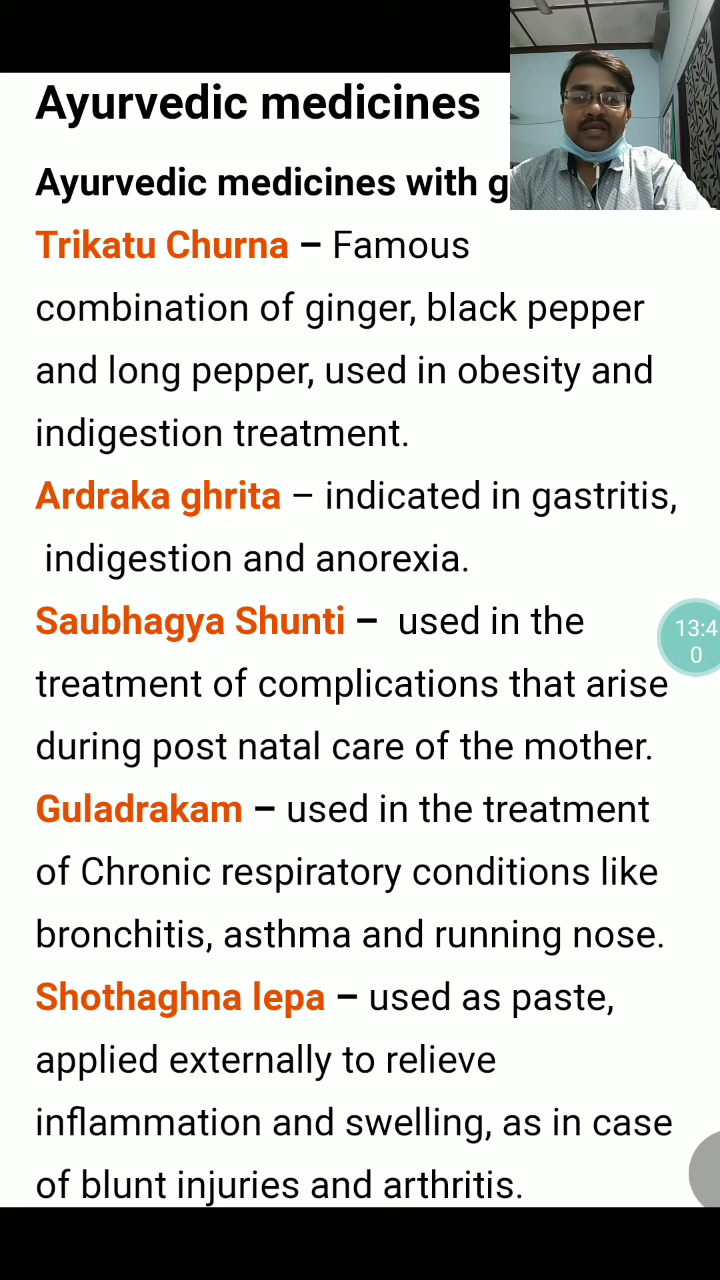 Ayurvedic medicines
Ayurvedic medicines with g
Trikatu Churna – Famous
combination of ginger, black pepper
and long pepper, used in obesity and
indigestion treatment.
Ardraka ghrita – indicated in gastritis,
indigestion and anorexia.
Saubhagya Shunti – used in the
treatment of complications that arise
during post natal care of the mother.
Guladrakam – used in the treatment
of Chronic respiratory conditions like
bronchitis, asthma and running nose.
Shothaghna lepa – used as paste,
applied externally to relieve
inflammation and swelling, as in case
of blunt injuries and arthritis.
13:4
0